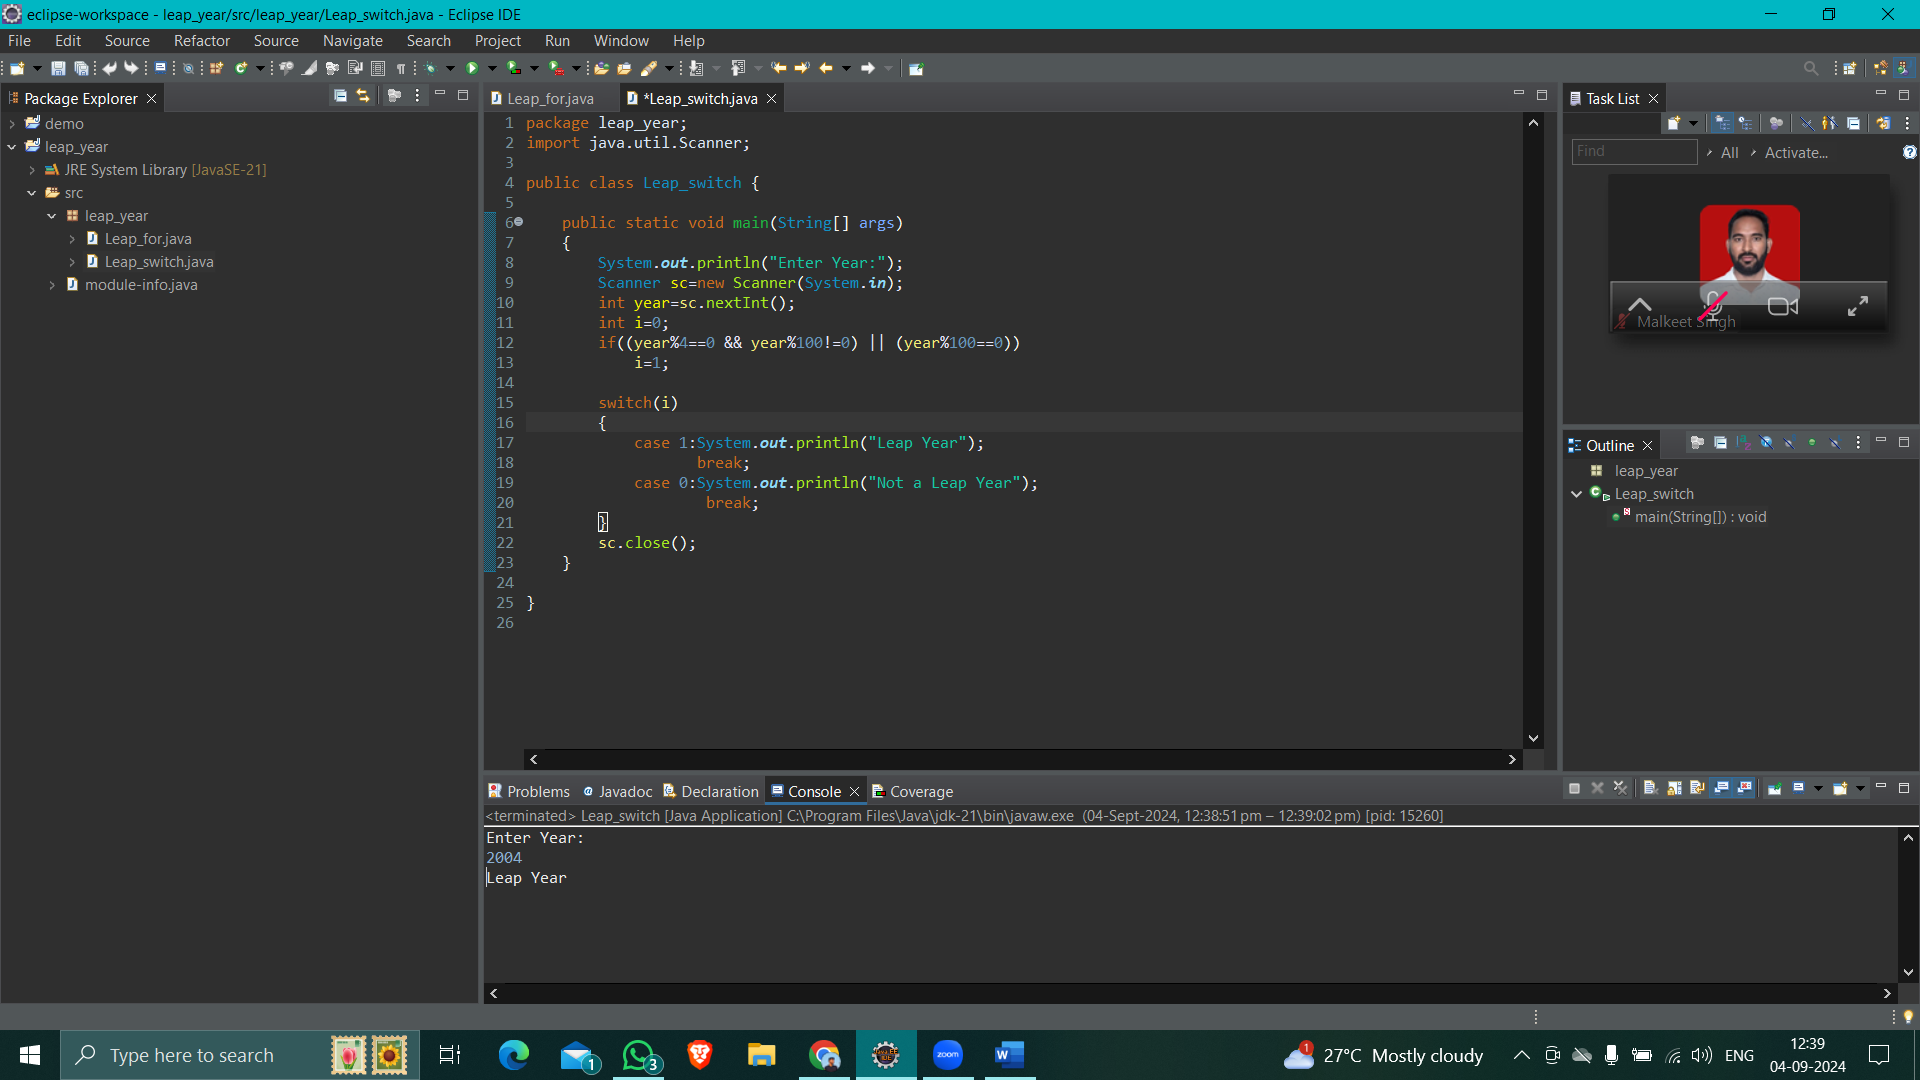 eclipse-workspace - leap_year/src/leap_year/Leap_switch.java - Eclipse IDE
File Edit Source Refactor Source Navigate Search Project Run Window Help
Package Explorer
demo
leap_year
JRE System Library [JavaSE-21]
src
leap_year
Leap_for.java
Leap_switch.java
module-info.java
Leap_for.java
*Leap_switch.java
1 package leap_year;
2 import java.util.Scanner;
3
4 public class Leap_switch {
5
6 public static void main(String[] args)
7 {
8 System.out.println("Enter Year:");
9 Scanner sc=new Scanner(System.in);
10 int year=sc.nextInt();
11 int i=0;
12 if((year%4==0 && year%100!=0) || (year%100==0))
13 i=1;
14
15 switch(i)
16 {
17 case 1:System.out.println("Leap Year");
18 break;
19 case 0:System.out.println("Not a Leap Year");
20 break;
21 }
22 sc.close();
23 }
24
25 }
26
Task List
Find All Activate...
Malkeet Singh
Outline
leap_year
Leap_switch
main(String[]) : void
Problems Javadoc Declaration Console Coverage
<terminated> Leap_switch [Java Application] C:\Program Files\Java\jdk-21\bin\javaw.exe (04-Sept-2024, 12:38:51 pm – 12:39:02 pm) [pid: 15260]
Enter Year:
2004
Leap Year
Type here to search
1
3
zoom
1
27°C Mostly cloudy
ENG
12:39
04-09-2024